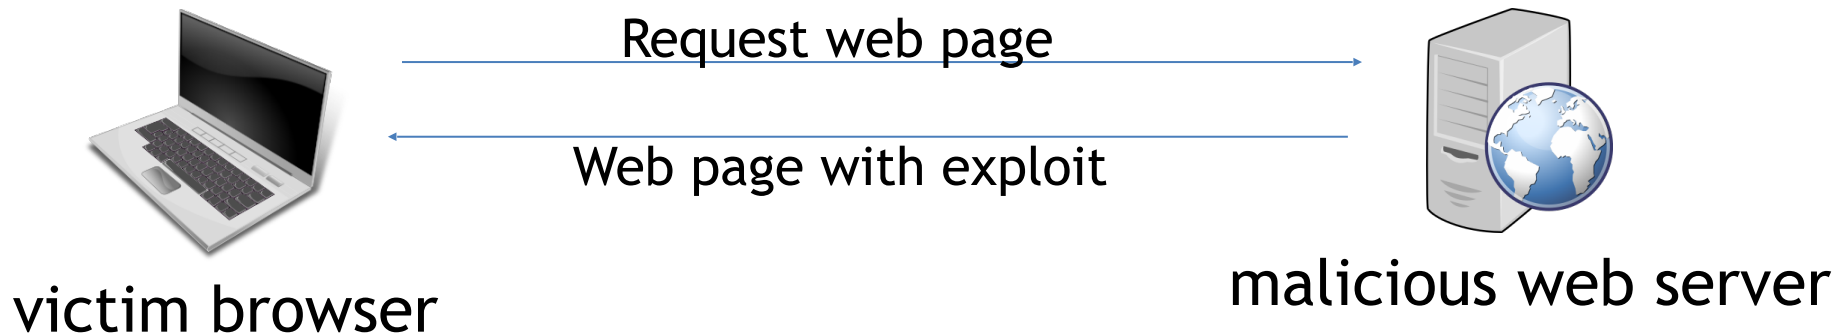 Request web page
Web page with exploit
victim browser
malicious web server